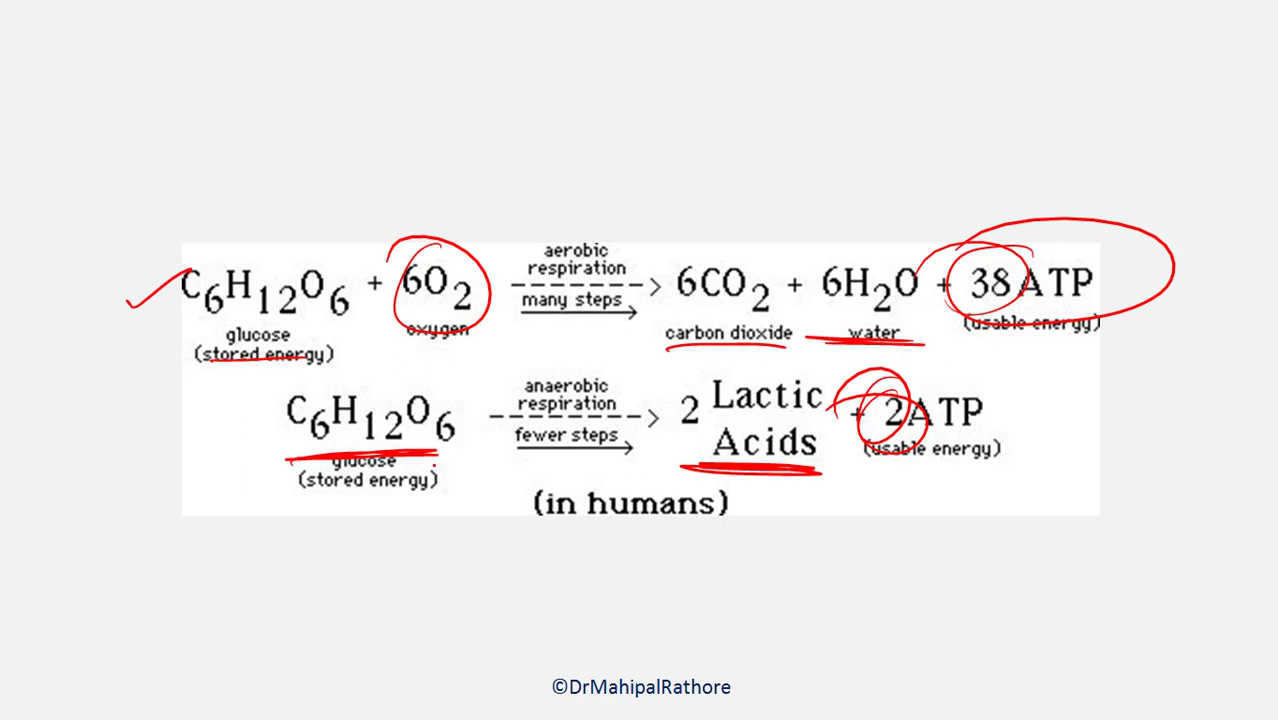 aerobic
respiration
C6H12O6 + 6O2 -----> 6CO2 + 6H2O + 38ATP
many steps
glucose oxygen carbon dioxide water (usable energy)
(stored energy)
anaerobic
respiration
C6H12O6 -----> 2 Lactic Acids + 2ATP
fewer steps
glucose (usable energy)
(stored energy)
(in humans)
©DrMahipalRathore